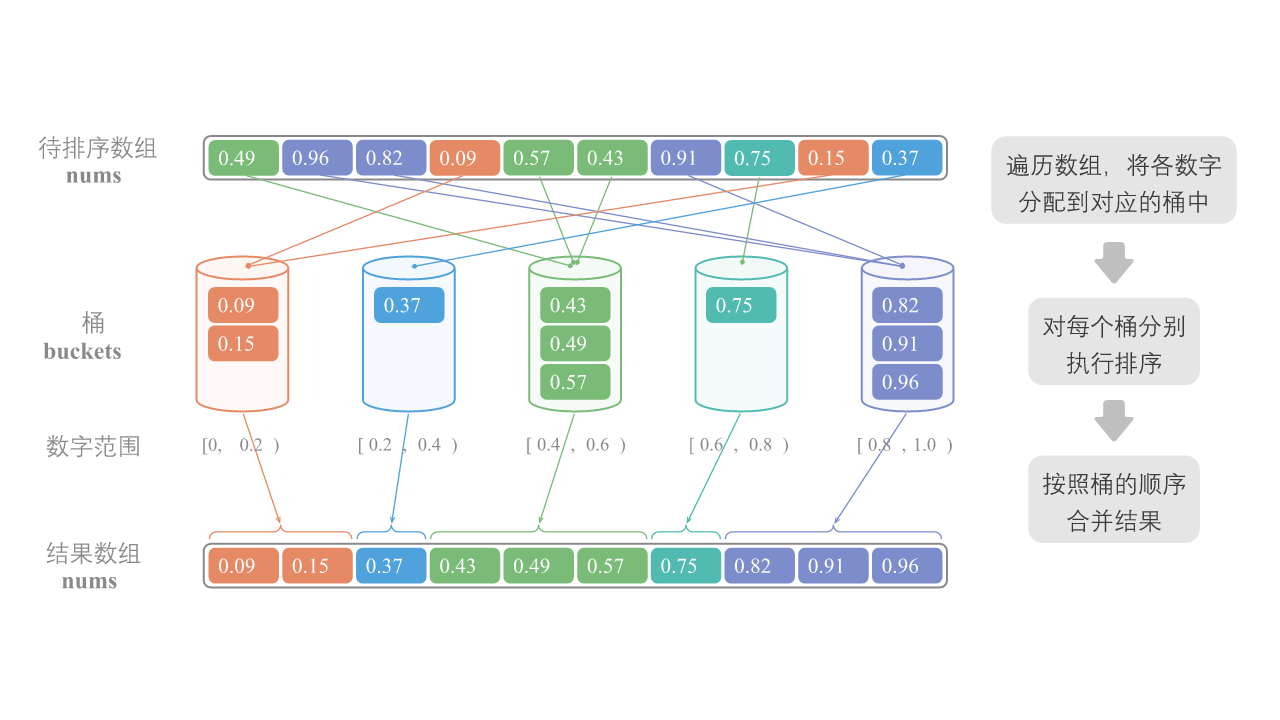 待排序数组
nums
0.49 0.96 0.82 0.09 0.57 0.43 0.91 0.75 0.15 0.37
遍历数组，将各数字
分配到对应的桶中
桶
buckets
0.09
0.15
0.37
0.43
0.49
0.57
0.75
0.82
0.91
0.96
对每个桶分别
执行排序
数字范围
[0, 0.2 )
[ 0.2 , 0.4 )
[ 0.4 , 0.6 )
[ 0.6 , 0.8 )
[ 0.8 , 1.0 )
按照桶的顺序
合并结果
结果数组
nums
0.09 0.15 0.37 0.43 0.49 0.57 0.75 0.82 0.91 0.96